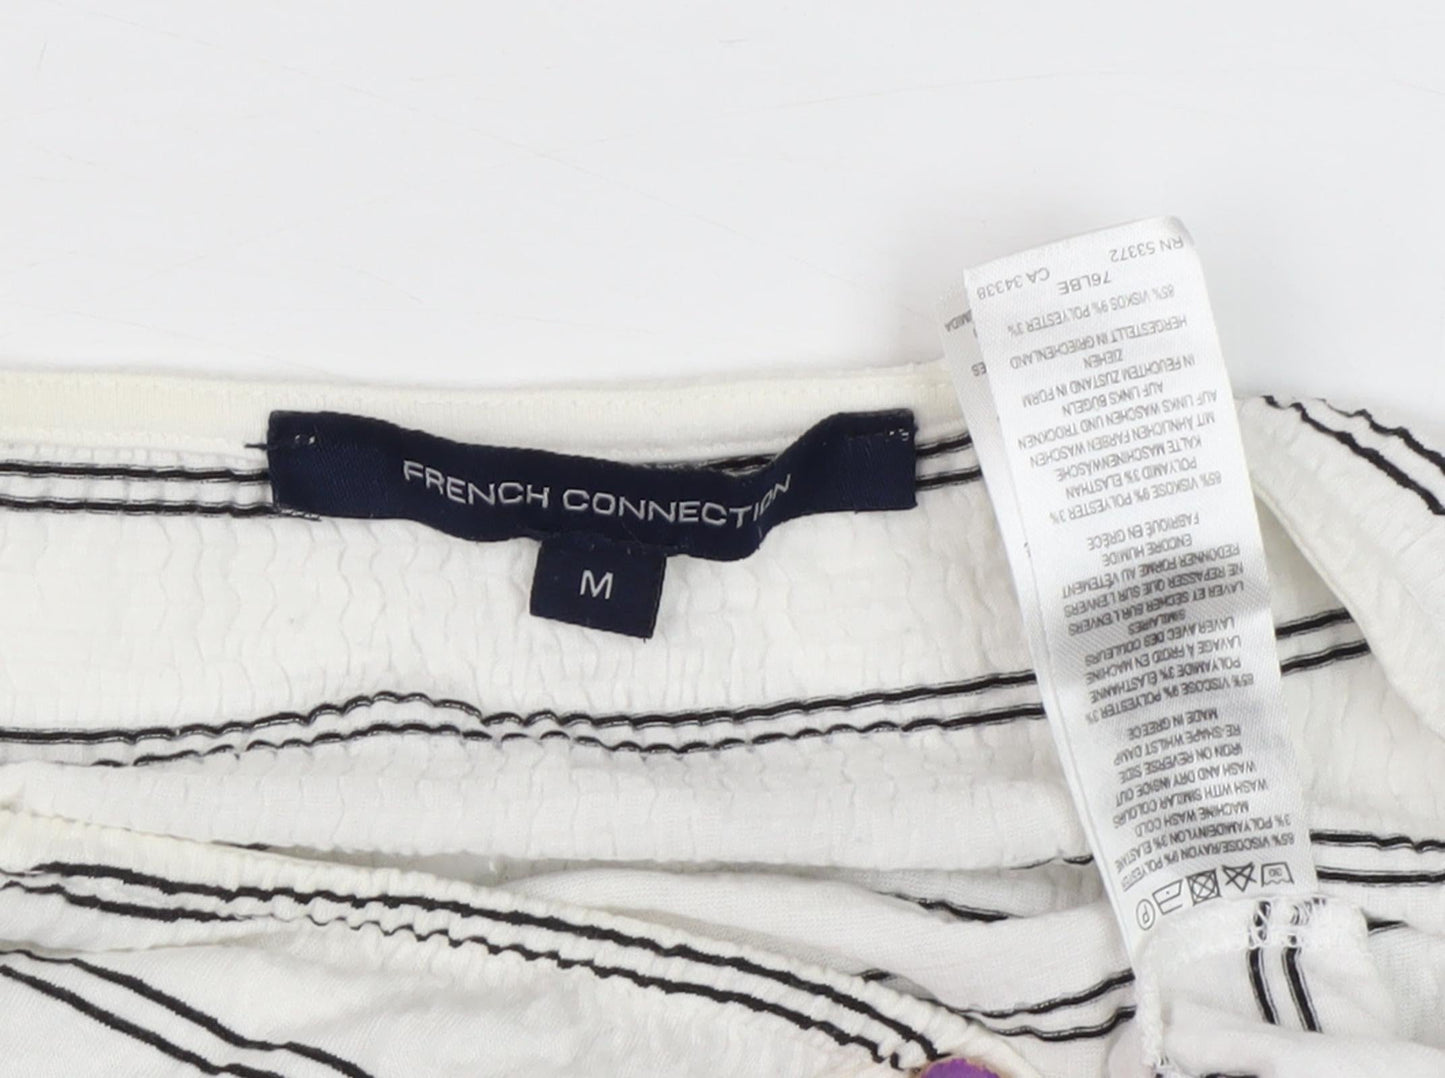 FRENCH CONNECTION
M
85% VISCOSE/RAYON 9% POLYESTER
3% POLYAMIDE/NYLON 3% ELASTANE
MACHINE WASH COLD
WASH WITH SIMILAR COLOURS
WASH AND DRY INSIDE OUT
IRON ON REVERSE SIDE
RE-SHAPE WHILST DAMP
MADE IN GREECE
85% VISCOSE 9% POLYESTER 3%
POLYAMIDE 3% ELASTHANNE
LAVAGE À FROID EN MACHINE
LAVER AVEC DES COULEURS
SIMILAIRES
LAVER ET SÉCHER SUR L'ENVERS
NE REPASSER QUE SUR L'ENVERS
REDONNER FORME AU VÊTEMENT
ENCORE HUMIDE
FABRIQUÉ EN GRÈCE
85% VISKOSE 9% POLYESTER 3%
POLYAMID 3% ELASTHAN
KALTE MASCHINENWÄSCHE
MIT ÄHNLICHEN FARBEN WASCHEN
AUF LINKS WASCHEN UND TROCKNEN
AUF LINKS BÜGELN
IN FEUCHTEM ZUSTAND IN FORM
ZIEHEN
HERGESTELLT IN GRIECHENLAND
85% VISKOS 9% POLYESTER 3%
76LBE
RN 53372 CA 34338